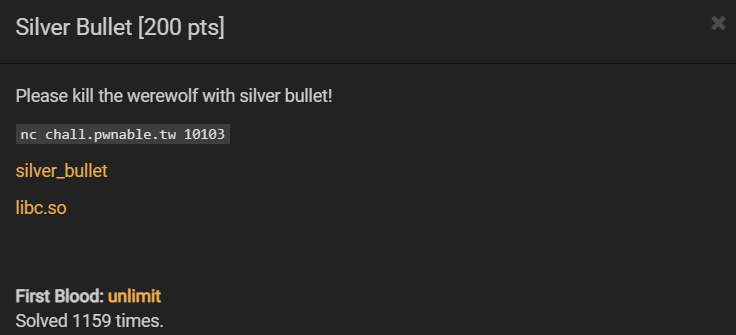 Silver Bullet [200 pts]
Please kill the werewolf with silver bullet!
nc chall.pwnable.tw 10103
silver_bullet
libc.so
First Blood: unlimit
Solved 1159 times.